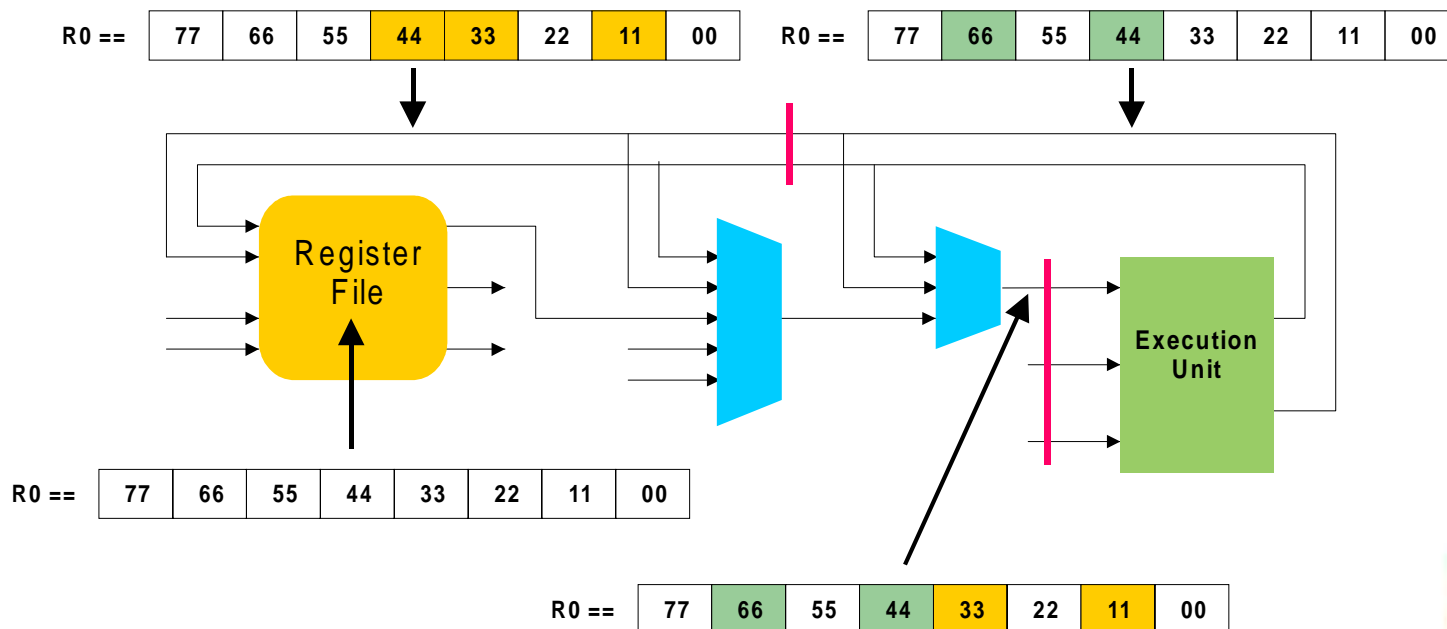 R0 == 77 66 55 44 33 22 11 00
R0 == 77 66 55 44 33 22 11 00
Register
File
Execution
Unit
R0 == 77 66 55 44 33 22 11 00
R0 == 77 66 55 44 33 22 11 00